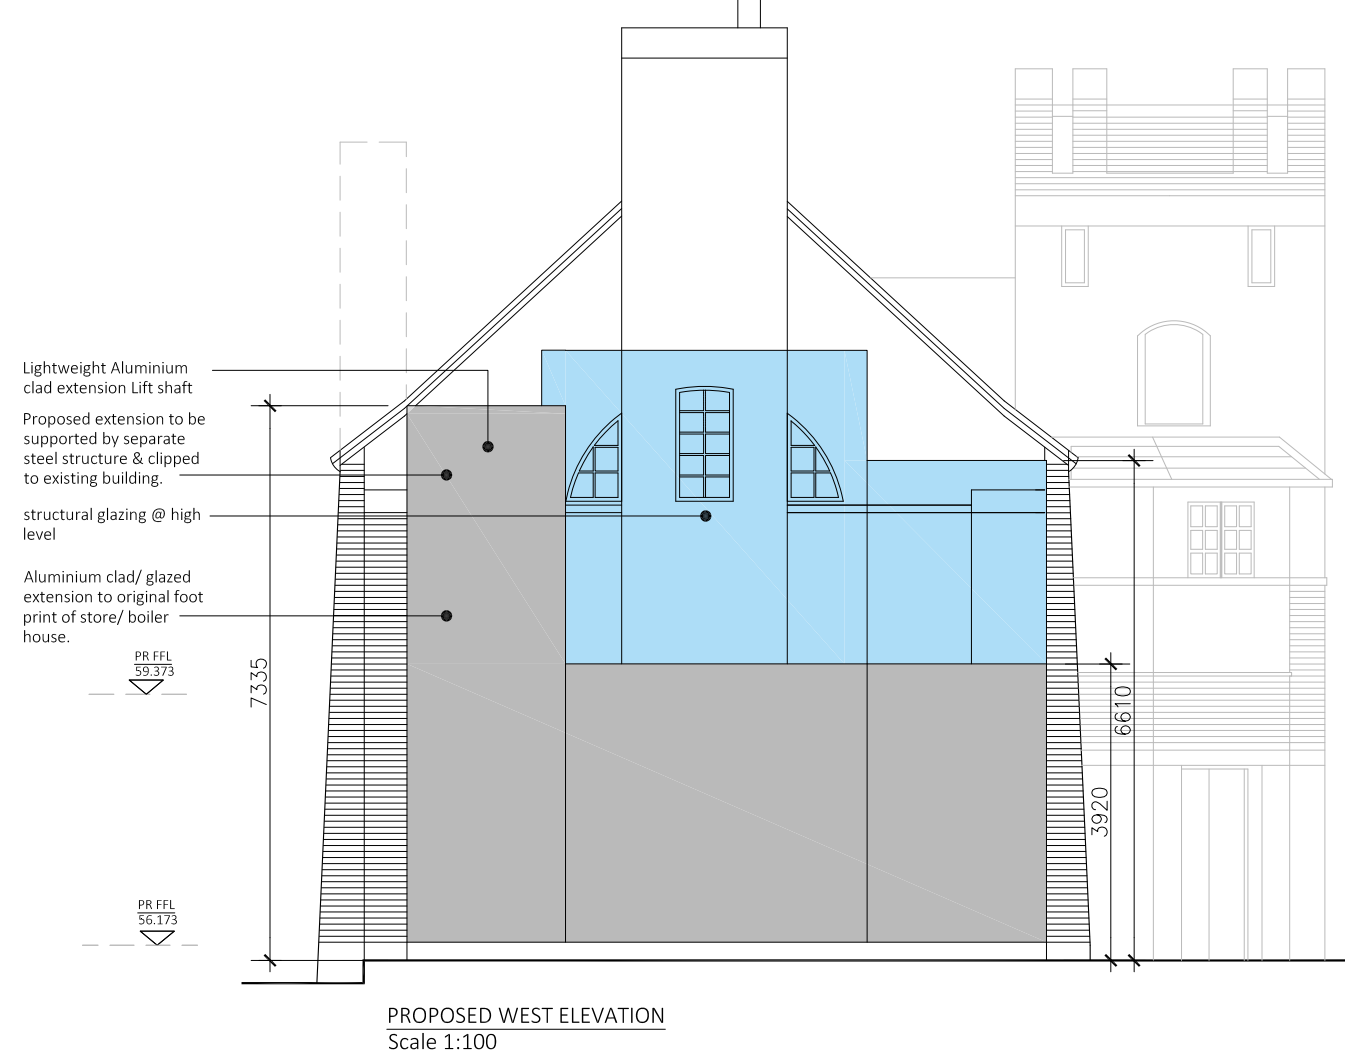 Lightweight Aluminium
clad extension Lift shaft
Proposed extension to be
supported by separate
steel structure & clipped
to existing building.
structural glazing @ high
level
Aluminium clad/ glazed
extension to original foot
print of store/ boiler
house.
PR FFL
59.373
7335
6610
3920
PR FFL
56.173
PROPOSED WEST ELEVATION
Scale 1:100